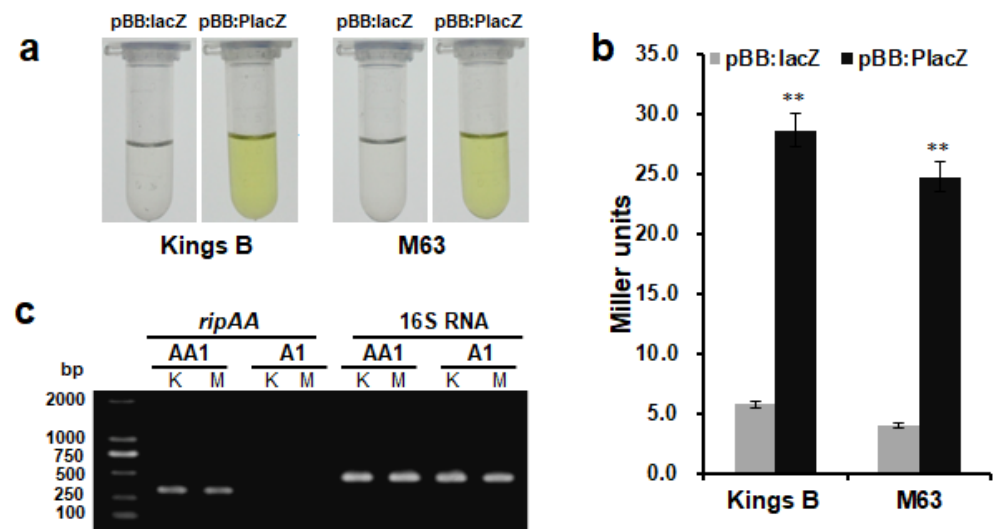 a
pBB:lacZ pBB:PlacZ pBB:lacZ pBB:PlacZ
Kings B M63
b
Miller units
35.0
30.0
25.0
20.0
15.0
10.0
5.0
0.0
pBB:lacZ pBB:PlacZ
**
**
Kings B M63
c
ripAA 16S RNA
AA1 A1 AA1 A1
bp K M K M K M K M
2000
1000
750
500
250
100